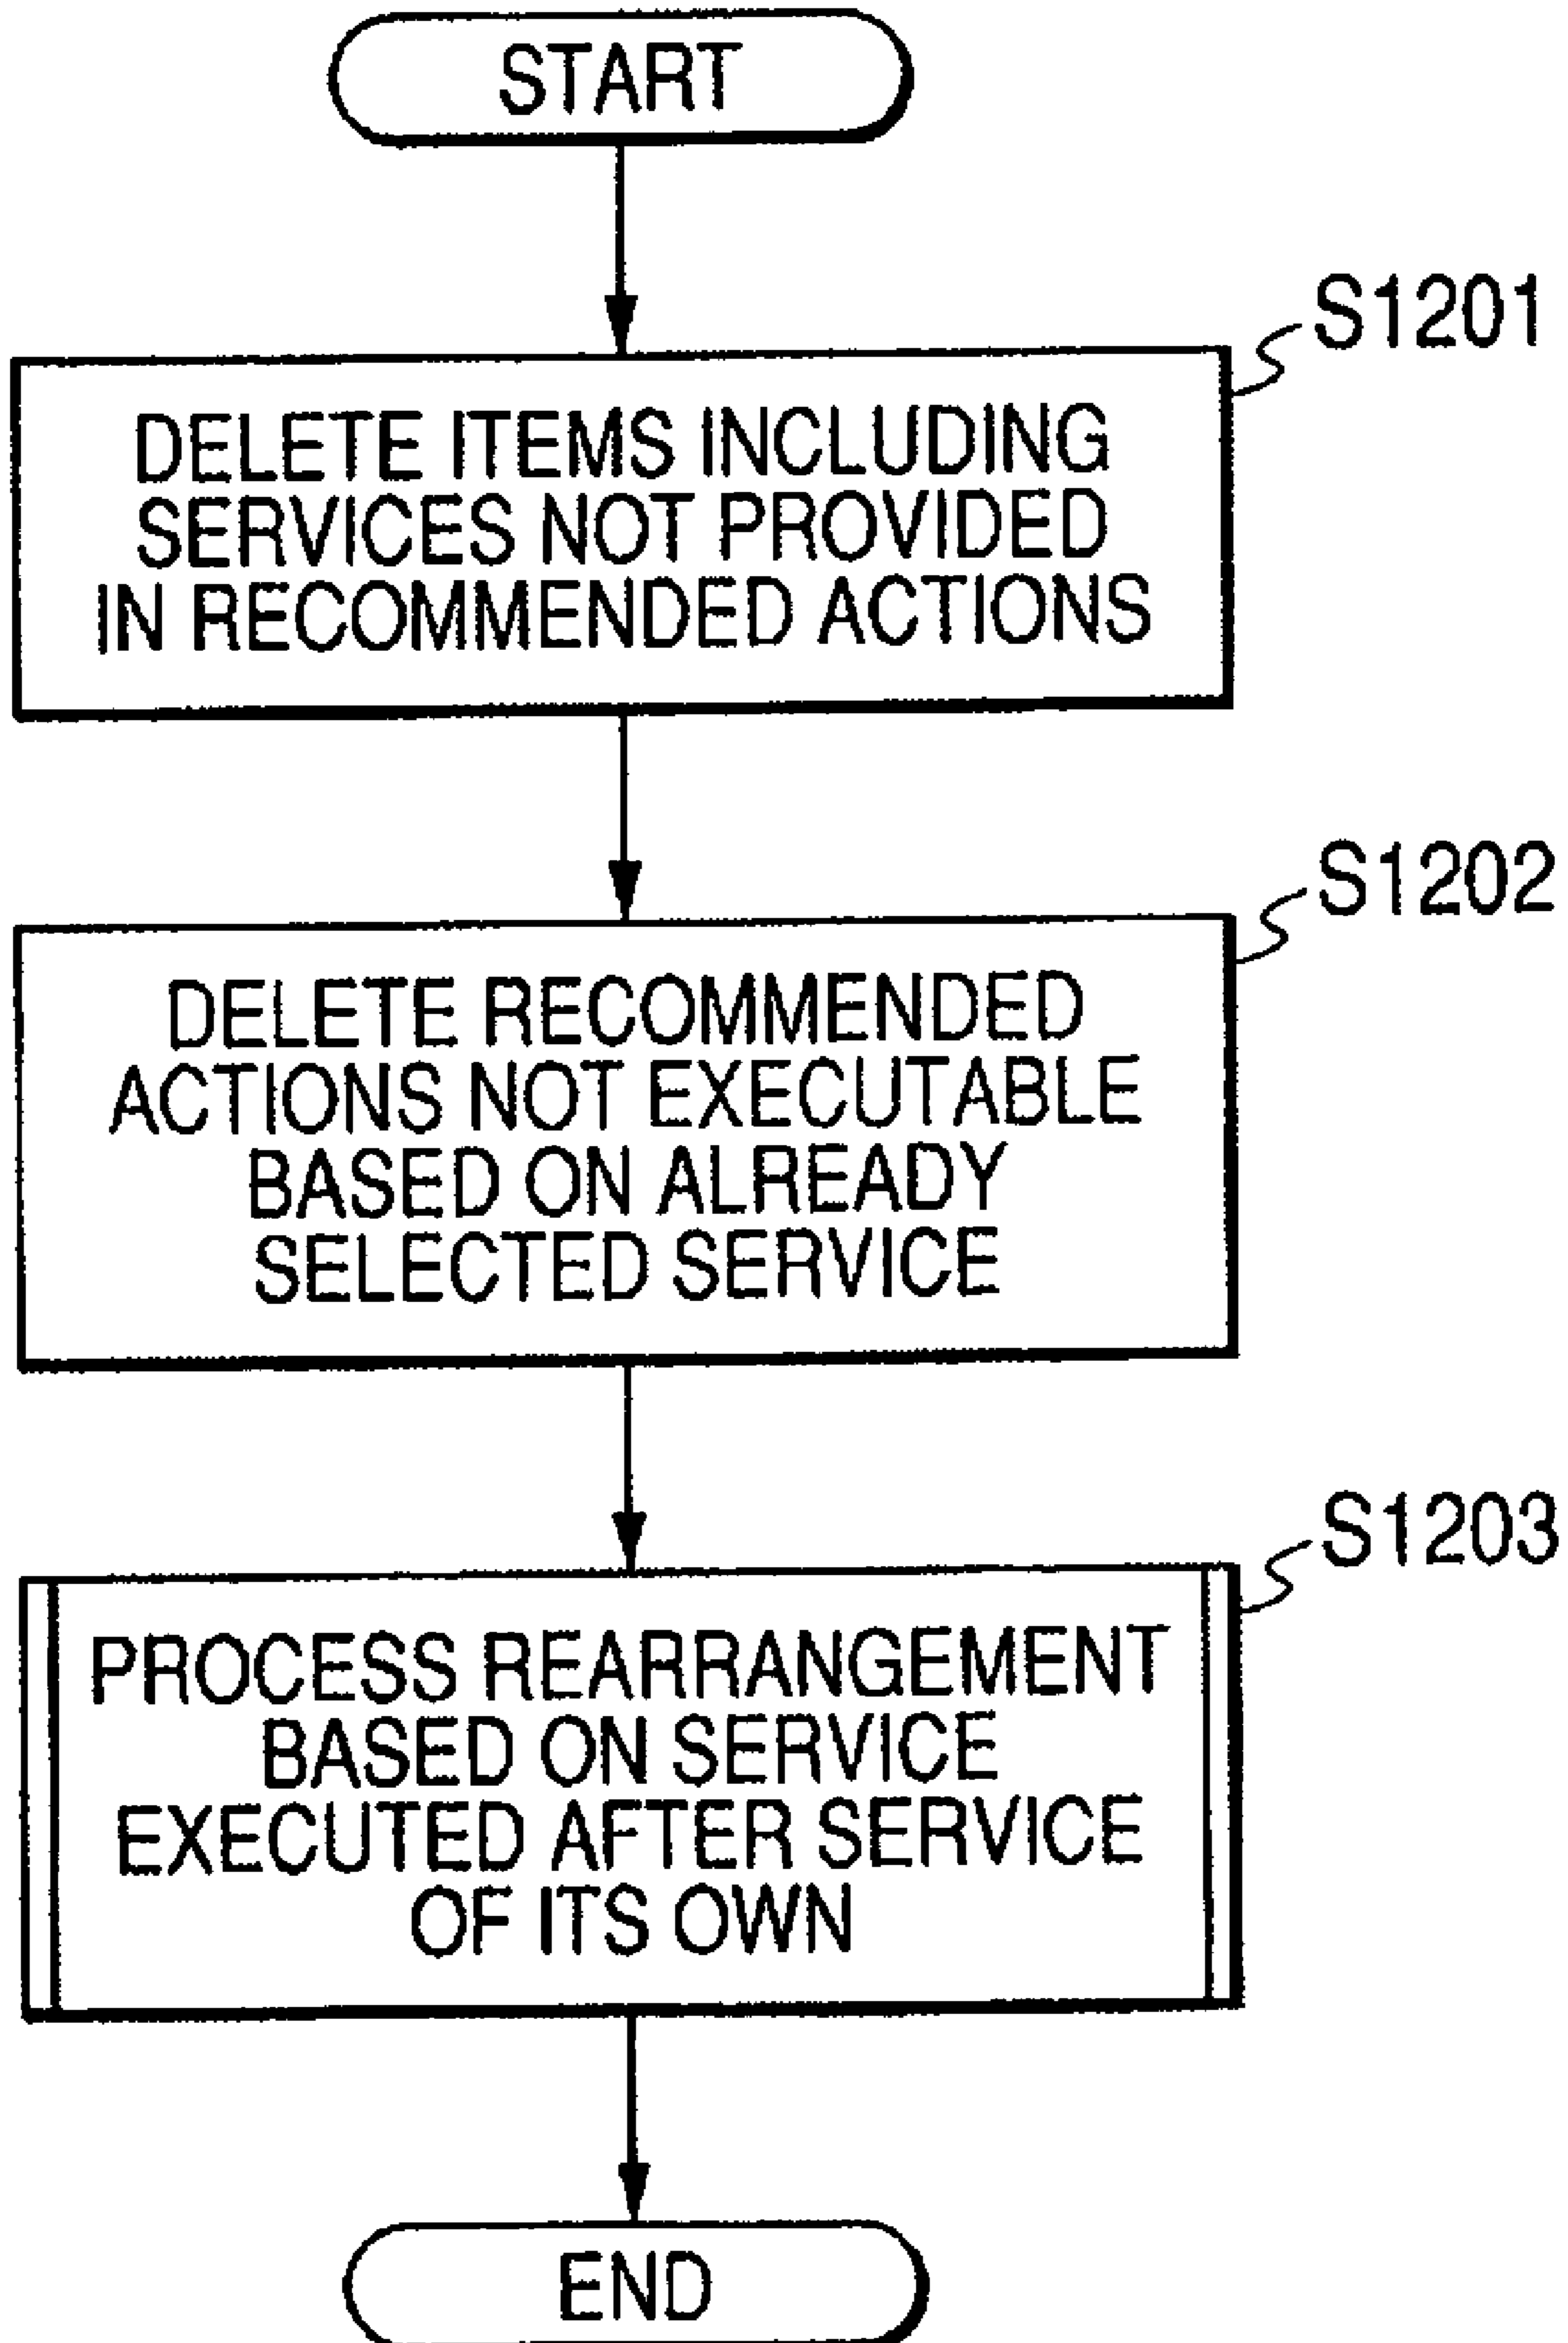 START
S1201
DELETE ITEMS INCLUDING
SERVICES NOT PROVIDED
IN RECOMMENDED ACTIONS
S1202
DELETE RECOMMENDED
ACTIONS NOT EXECUTABLE
BASED ON ALREADY
SELECTED SERVICE
S1203
PROCESS REARRANGEMENT
BASED ON SERVICE
EXECUTED AFTER SERVICE
OF ITS OWN
END